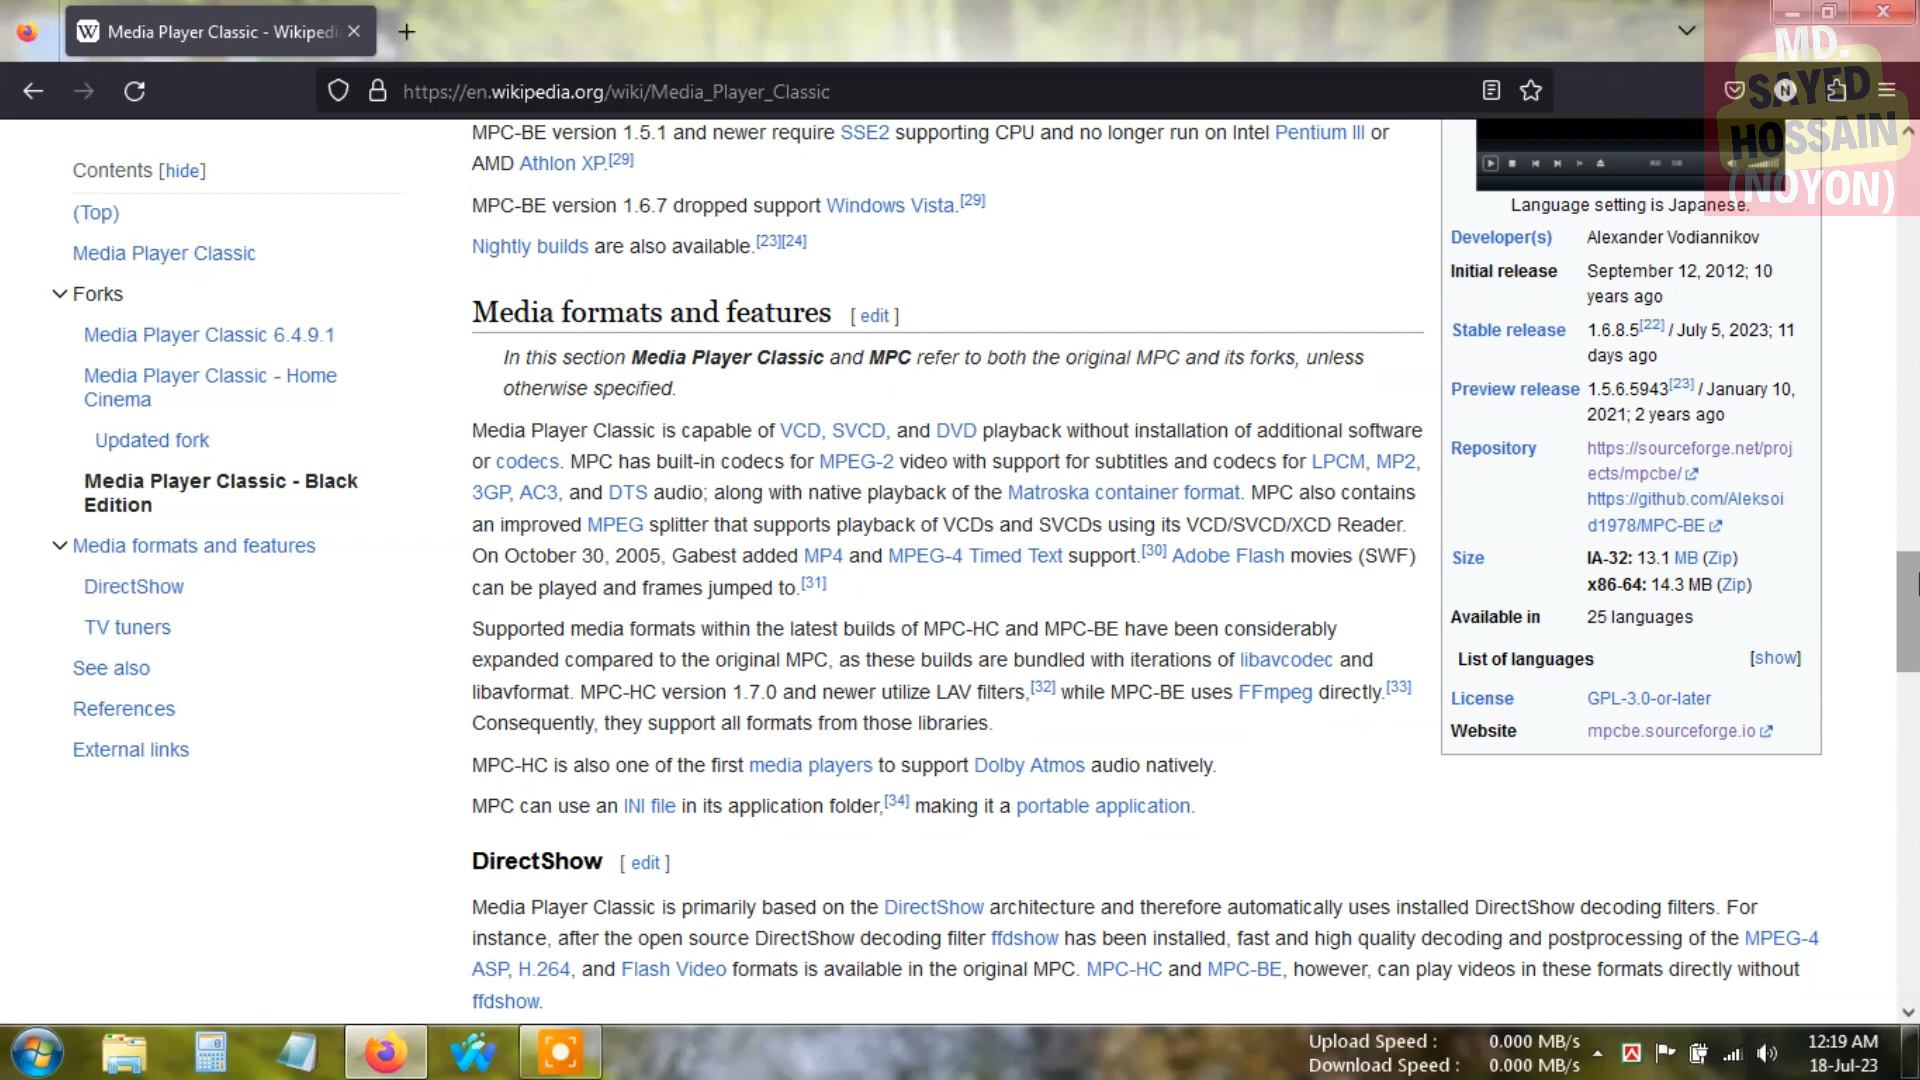 Media Player Classic - Wikipedi
https://en.wikipedia.org/wiki/Media_Player_Classic
N
MD.
SAYED
HOSSAIN
(NOYON)
Contents [hide]
(Top)
Media Player Classic
Forks
Media Player Classic 6.4.9.1
Media Player Classic - Home
Cinema
Updated fork
Media Player Classic - Black
Edition
Media formats and features
DirectShow
TV tuners
See also
References
External links
MPC-BE version 1.5.1 and newer require SSE2 supporting CPU and no longer run on Intel Pentium III or
AMD Athlon XP.[29]
MPC-BE version 1.6.7 dropped support Windows Vista.[29]
Nightly builds are also available.[23][24]
Media formats and features [ edit ]
In this section Media Player Classic and MPC refer to both the original MPC and its forks, unless
otherwise specified.
Media Player Classic is capable of VCD, SVCD, and DVD playback without installation of additional software
or codecs. MPC has built-in codecs for MPEG-2 video with support for subtitles and codecs for LPCM, MP2,
3GP, AC3, and DTS audio; along with native playback of the Matroska container format. MPC also contains
an improved MPEG splitter that supports playback of VCDs and SVCDs using its VCD/SVCD/XCD Reader.
On October 30, 2005, Gabest added MP4 and MPEG-4 Timed Text support.[30] Adobe Flash movies (SWF)
can be played and frames jumped to.[31]
Supported media formats within the latest builds of MPC-HC and MPC-BE have been considerably
expanded compared to the original MPC, as these builds are bundled with iterations of libavcodec and
libavformat. MPC-HC version 1.7.0 and newer utilize LAV filters,[32] while MPC-BE uses FFmpeg directly.[33]
Consequently, they support all formats from those libraries.
MPC-HC is also one of the first media players to support Dolby Atmos audio natively.
MPC can use an INI file in its application folder,[34] making it a portable application.
DirectShow [ edit ]
Media Player Classic is primarily based on the DirectShow architecture and therefore automatically uses installed DirectShow decoding filters. For
instance, after the open source DirectShow decoding filter ffdshow has been installed, fast and high quality decoding and postprocessing of the MPEG-4
ASP, H.264, and Flash Video formats is available in the original MPC. MPC-HC and MPC-BE, however, can play videos in these formats directly without
ffdshow.
Language setting is Japanese.
Developer(s) Alexander Vodiannikov
Initial release September 12, 2012; 10
years ago
Stable release 1.6.8.5[22] / July 5, 2023; 11
days ago
Preview release 1.5.6.5943[23] / January 10,
2021; 2 years ago
Repository https://sourceforge.net/proj
ects/mpcbe/
https://github.com/Aleksoi
d1978/MPC-BE
Size IA-32: 13.1 MB (Zip)
x86-64: 14.3 MB (Zip)
Available in 25 languages
List of languages [show]
License GPL-3.0-or-later
Website mpcbe.sourceforge.io
Upload Speed : 0.000 MB/s
Download Speed : 0.000 MB/s
12:19 AM
18-Jul-23